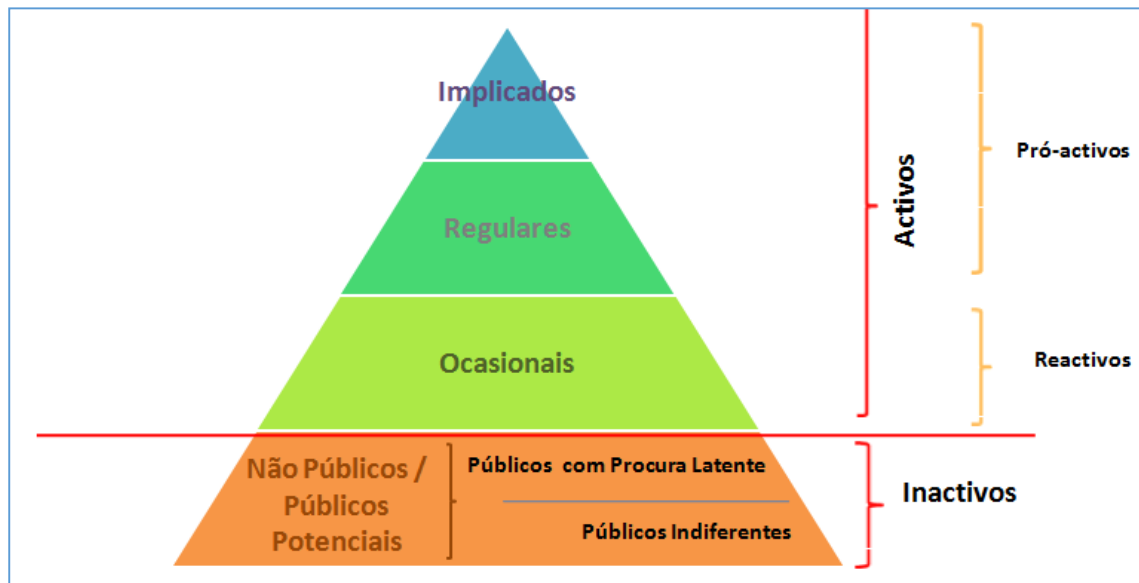 Implicados
Regulares
Ocasionais
Não Públicos /
Públicos
Potenciais
Públicos com Procura Latente
Públicos Indiferentes
Activos
Inactivos
Pró-activos
Reactivos